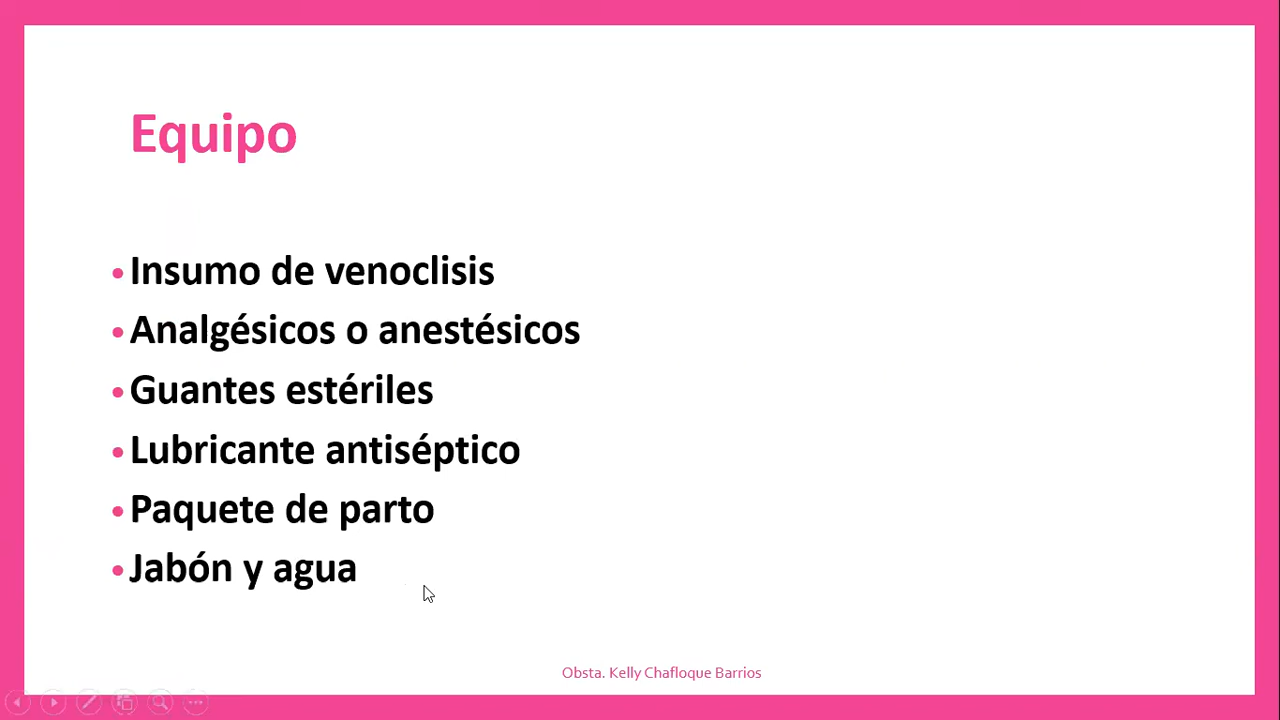 Equipo
•Insumo de venoclisis
•Analgésicos o anestésicos
•Guantes estériles
•Lubricante antiséptico
•Paquete de parto
•Jabón y agua
Obsta. Kelly Chafloque Barrios